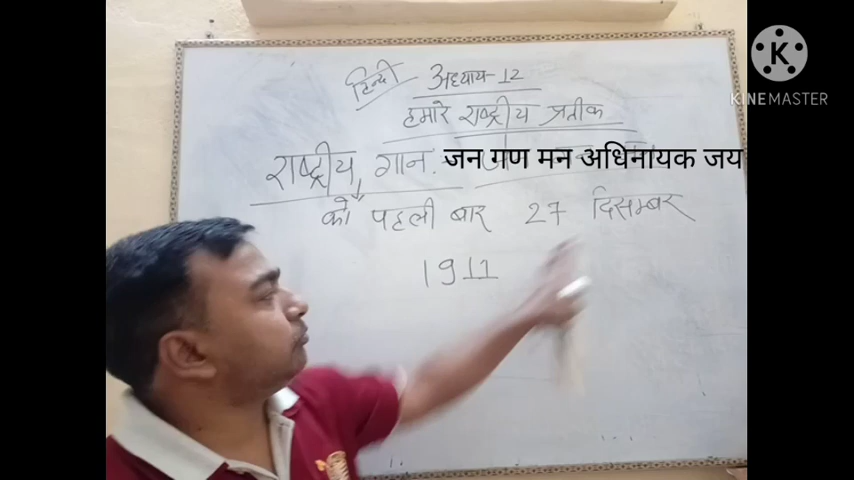 हिन्दी अध्याय-12
हमारे राष्ट्रीय प्रतीक
राष्ट्रीय गान. जन गण मन अधिनायक जय
को पहली बार 27 दिसम्बर
1911
K
KINEMASTER